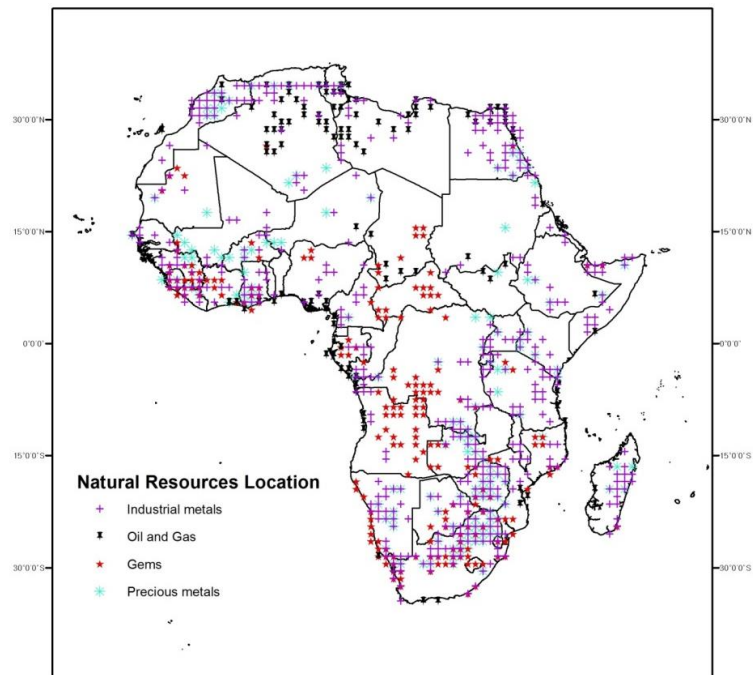 30°0'0"N
30°0'0"N
15°0'0"N
15°0'0"N
0°0'0"
0°0'0"
15°0'0"S
15°0'0"S
Natural Resources Location
Industrial metals
Oil and Gas
Gems
Precious metals
30°0'0"S
30°0'0"S